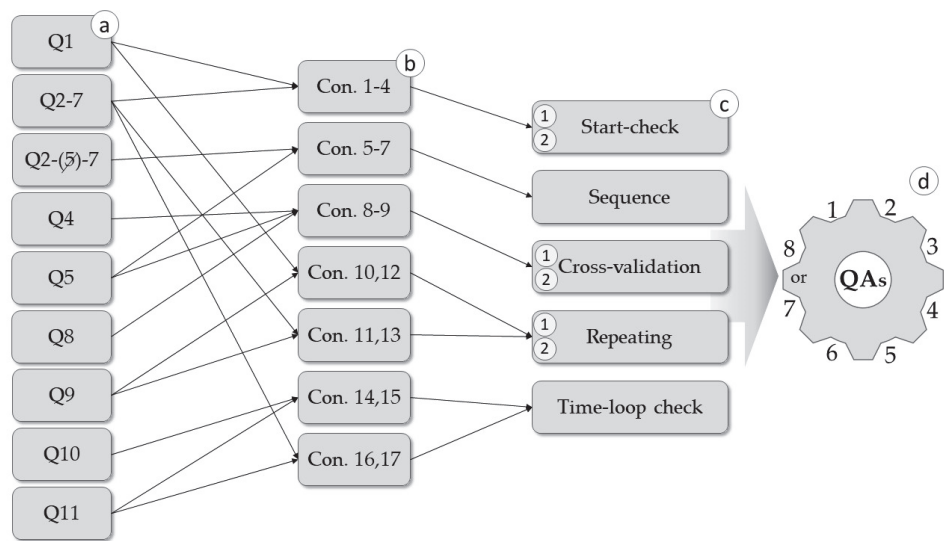 a
Q1
Q2-7
Q2-(5)-7
Q4
Q5
Q8
Q9
Q10
Q11
b
Con. 1-4
Con. 5-7
Con. 8-9
Con. 10,12
Con. 11,13
Con. 14,15
Con. 16,17
c
1
2
Start-check
Sequence
1
2
Cross-validation
1
2
Repeating
Time-loop check
d
1
2
3
4
5
6
7
or
8
QAs